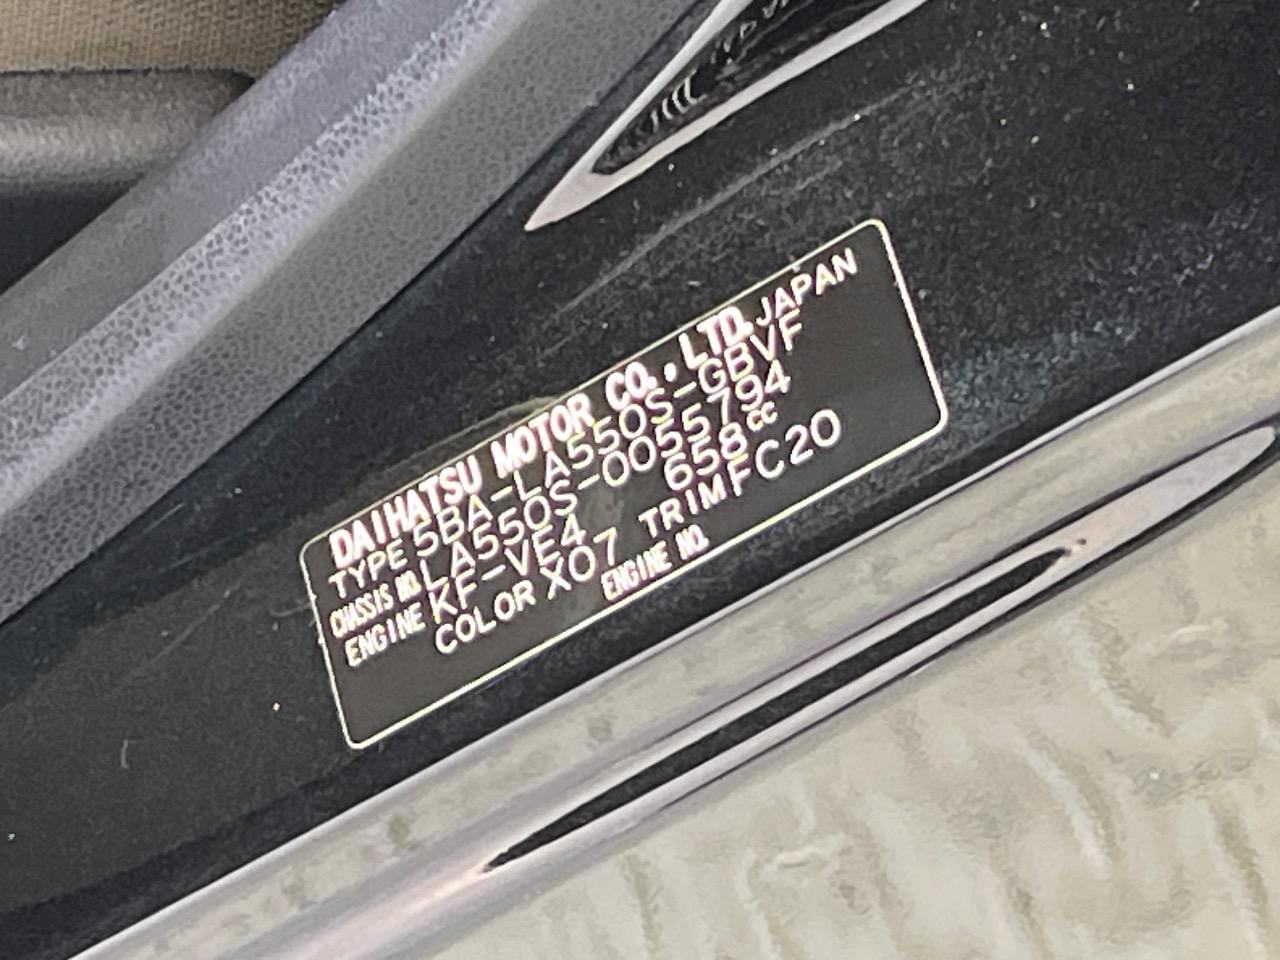 DAIHATSU MOTOR CO., LTD. JAPAN
TYPE 5BA-LA550S-GBVF
CHASSIS NO. LA550S-0055794
ENGINE KF-VE4 658cc
COLOR X07 TRIM FC20
ENGINE NO.